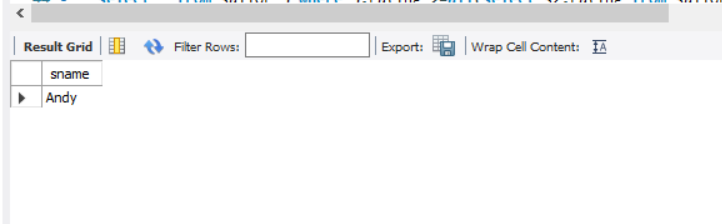 Result Grid Filter Rows: Export: Wrap Cell Content:
sname
Andy